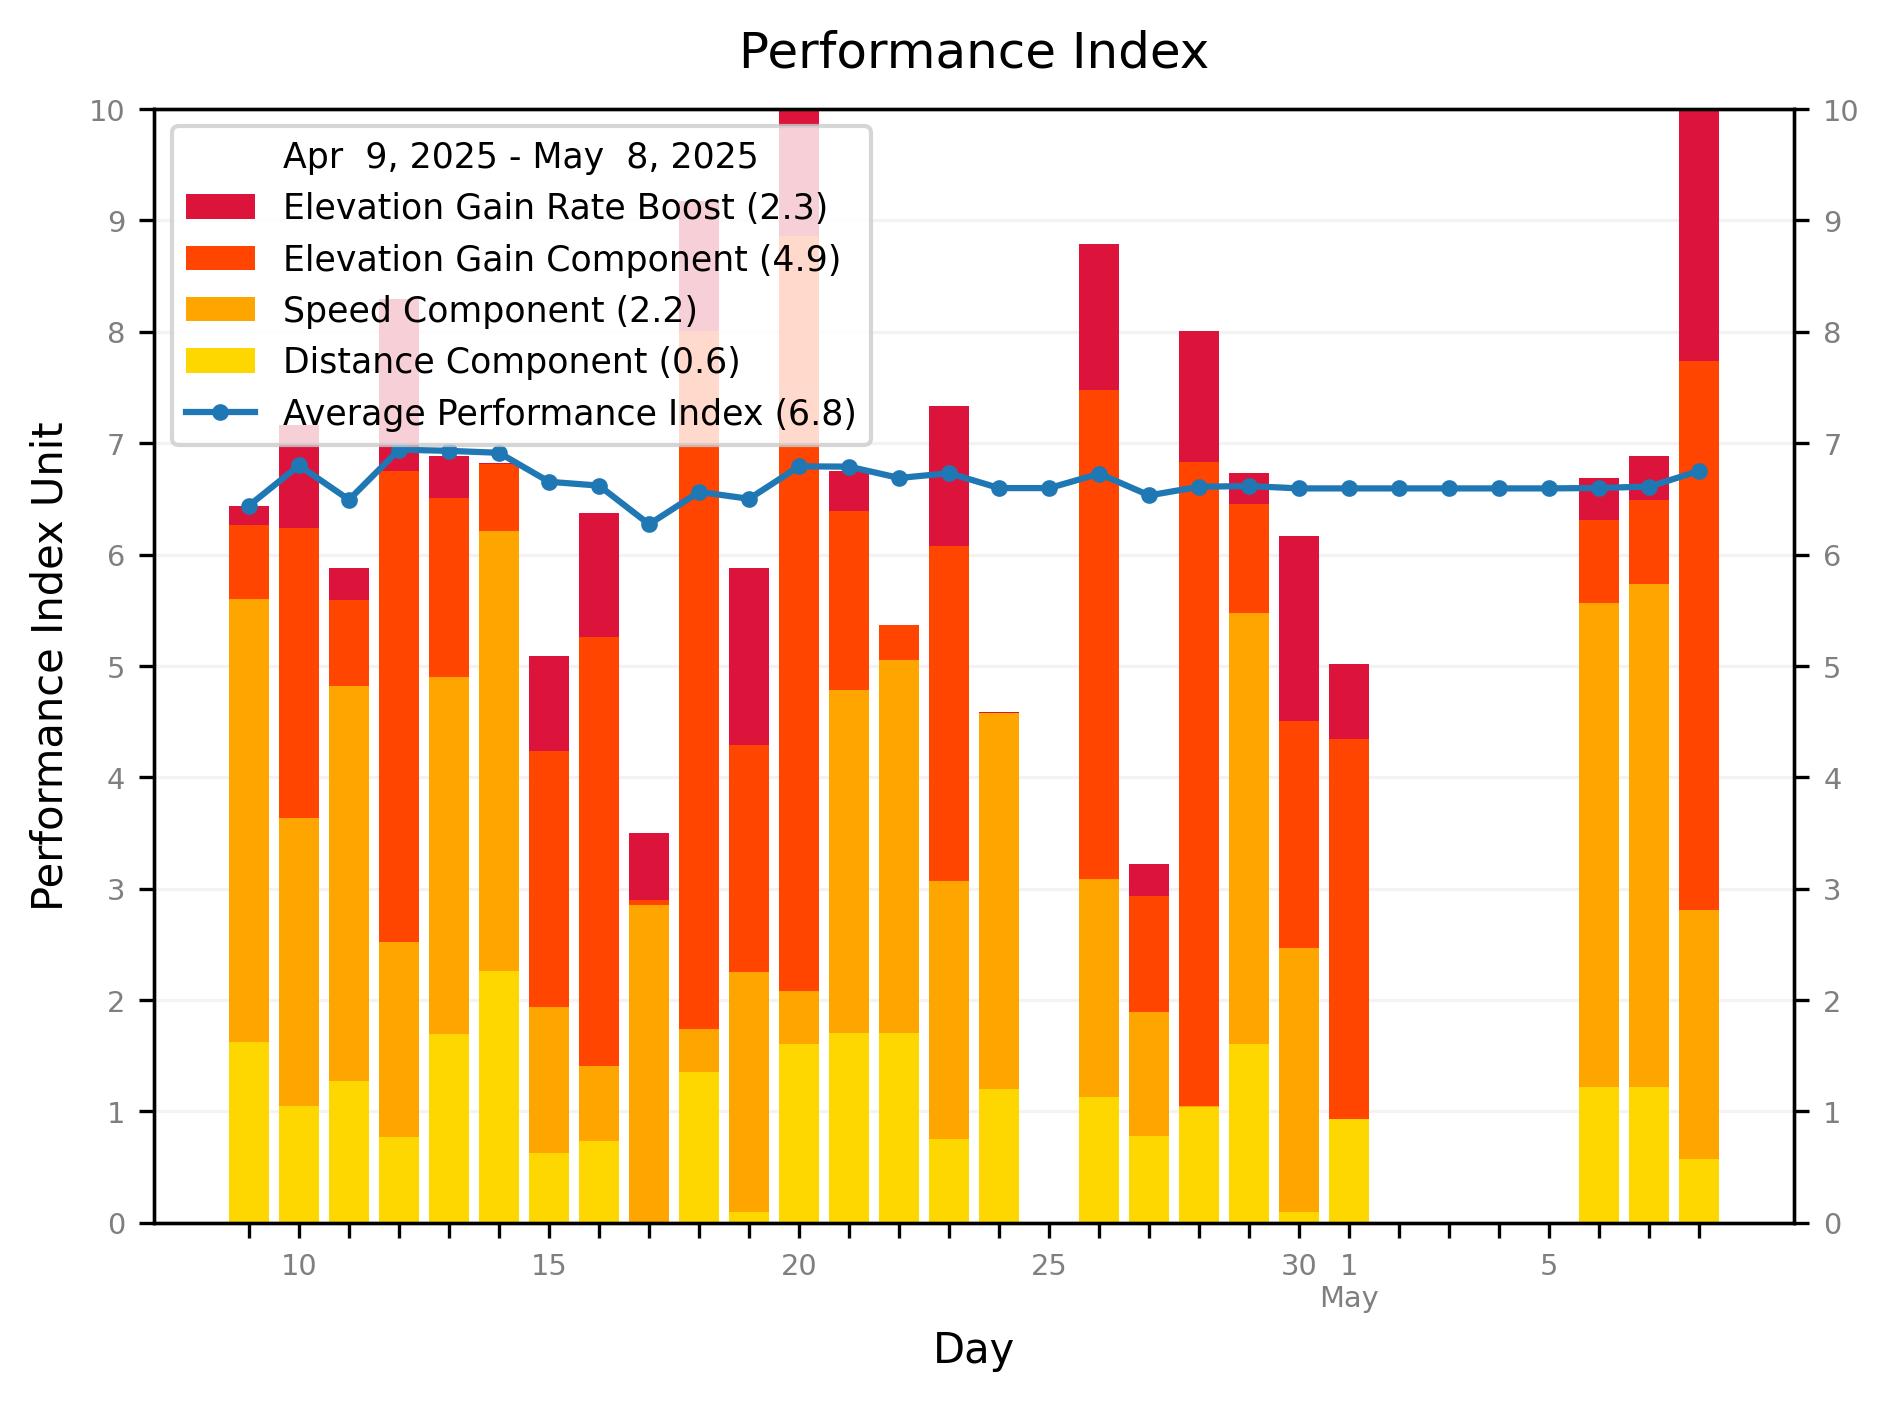 Performance Index
Apr  9, 2025 - May  8, 2025
Elevation Gain Rate Boost (2.3)
Elevation Gain Component (4.9)
Speed Component (2.2)
Distance Component (0.6)
Average Performance Index (6.8)
Performance Index Unit
10
9
8
7
6
5
4
3
2
1
0
10
9
8
7
6
5
4
3
2
1
0
10 15 20 25 30 1 5
May
Day